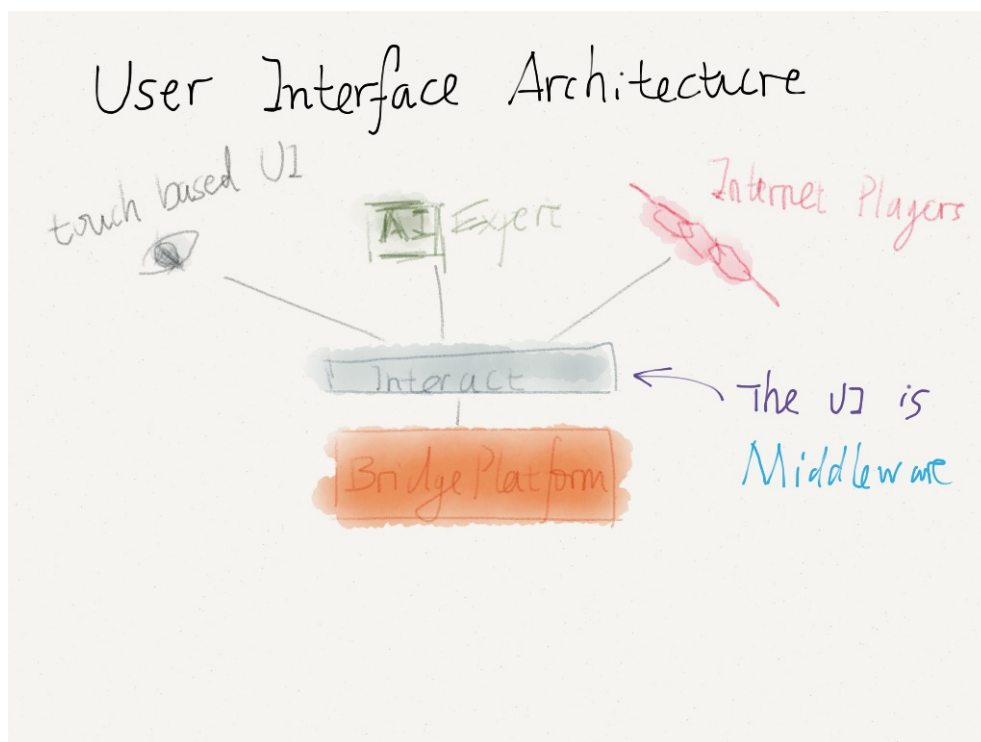 User Interface Architecture
touch based UI
AI Expert
Internet Players
Interact
The UI is
Middleware
Bridge Platform